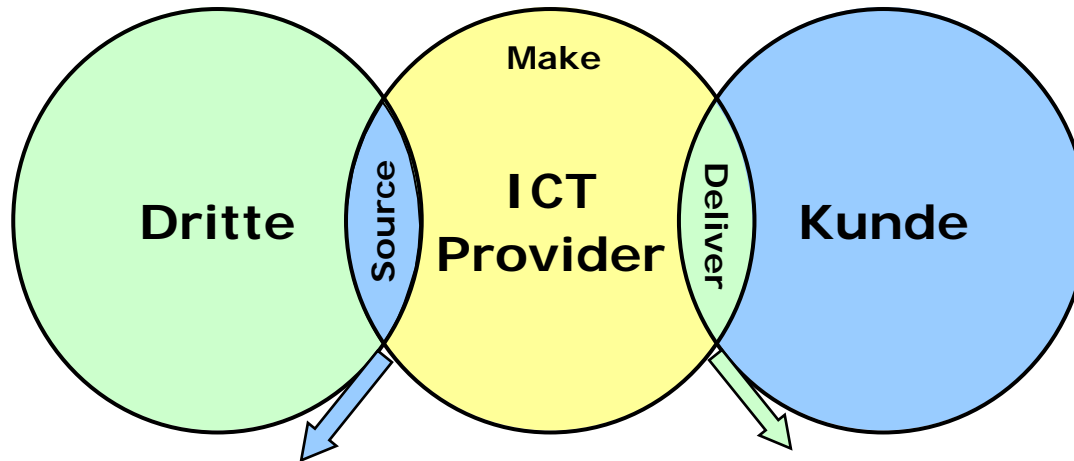 Make
Dritte
Source
ICT
Provider
Deliver
Kunde